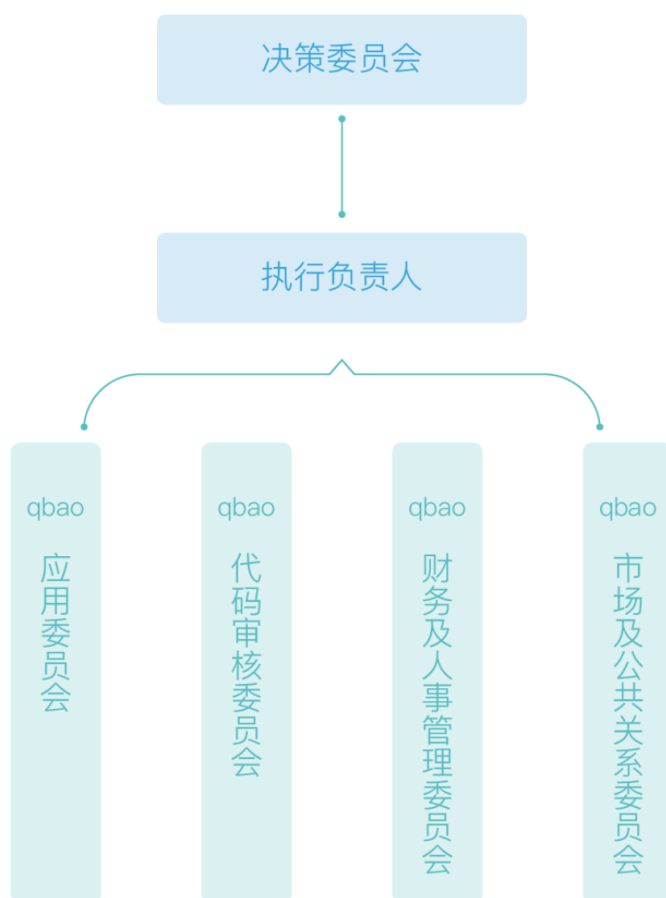 决策委员会
执行负责人
qbao
应用委员会
qbao
代码审核委员会
qbao
财务及人事管理委员会
qbao
市场及公共关系委员会